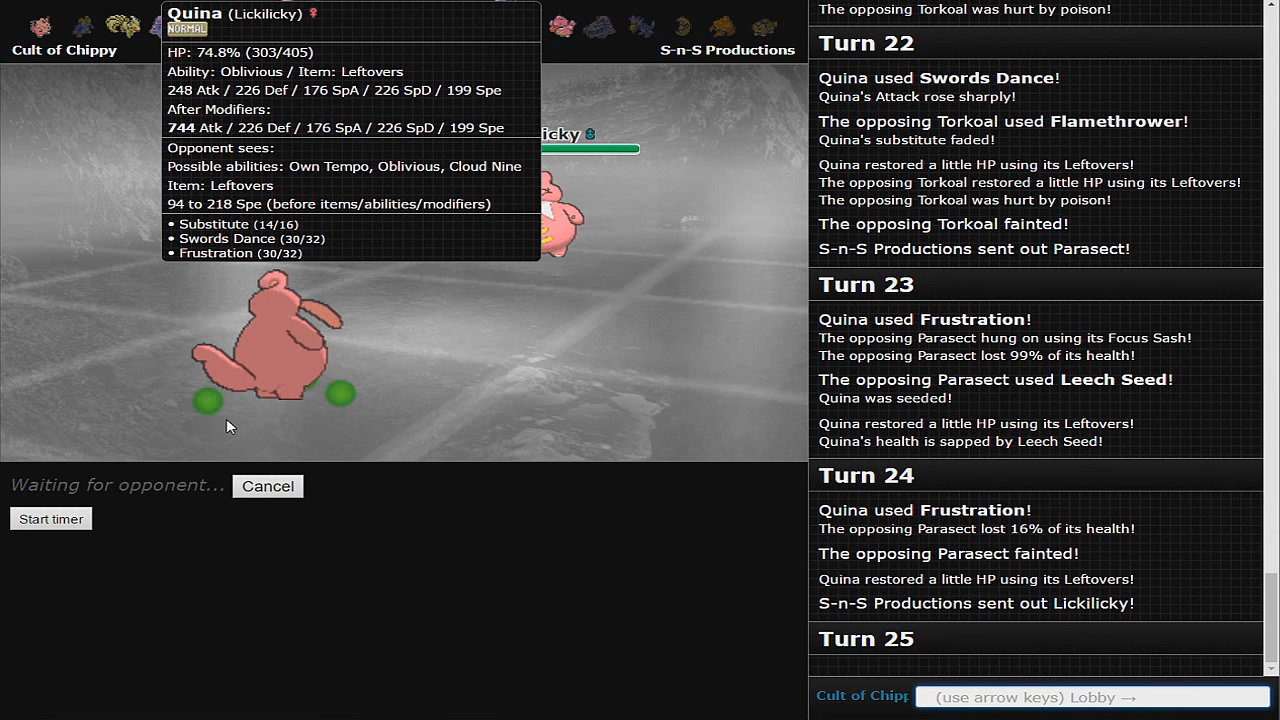 Quina (Lickilicky) ♀
NORMAL
HP: 74.8% (303/405)
Ability: Oblivious / Item: Leftovers
248 Atk / 226 Def / 176 SpA / 226 SpD / 199 Spe
After Modifiers:
744 Atk / 226 Def / 176 SpA / 226 SpD / 199 Spe
Opponent sees:
Possible abilities: Own Tempo, Oblivious, Cloud Nine
Item: Leftovers
94 to 218 Spe (before items/abilities/modifiers)
• Substitute (14/16)
• Swords Dance (30/32)
• Frustration (30/32)
Cult of Chippy
S-n-S Productions
icky
Waiting for opponent...
Cancel
Start timer
The opposing Torkoal was hurt by poison!
Turn 22
Quina used Swords Dance!
Quina's Attack rose sharply!
The opposing Torkoal used Flamethrower!
Quina's substitute faded!
Quina restored a little HP using its Leftovers!
The opposing Torkoal restored a little HP using its Leftovers!
The opposing Torkoal was hurt by poison!
The opposing Torkoal fainted!
S-n-S Productions sent out Parasect!
Turn 23
Quina used Frustration!
The opposing Parasect hung on using its Focus Sash!
The opposing Parasect lost 99% of its health!
The opposing Parasect used Leech Seed!
Quina was seeded!
Quina restored a little HP using its Leftovers!
Quina's health is sapped by Leech Seed!
Turn 24
Quina used Frustration!
The opposing Parasect lost 16% of its health!
The opposing Parasect fainted!
Quina restored a little HP using its Leftovers!
S-n-S Productions sent out Lickilicky!
Turn 25
Cult of Chipp
(use arrow keys) Lobby →